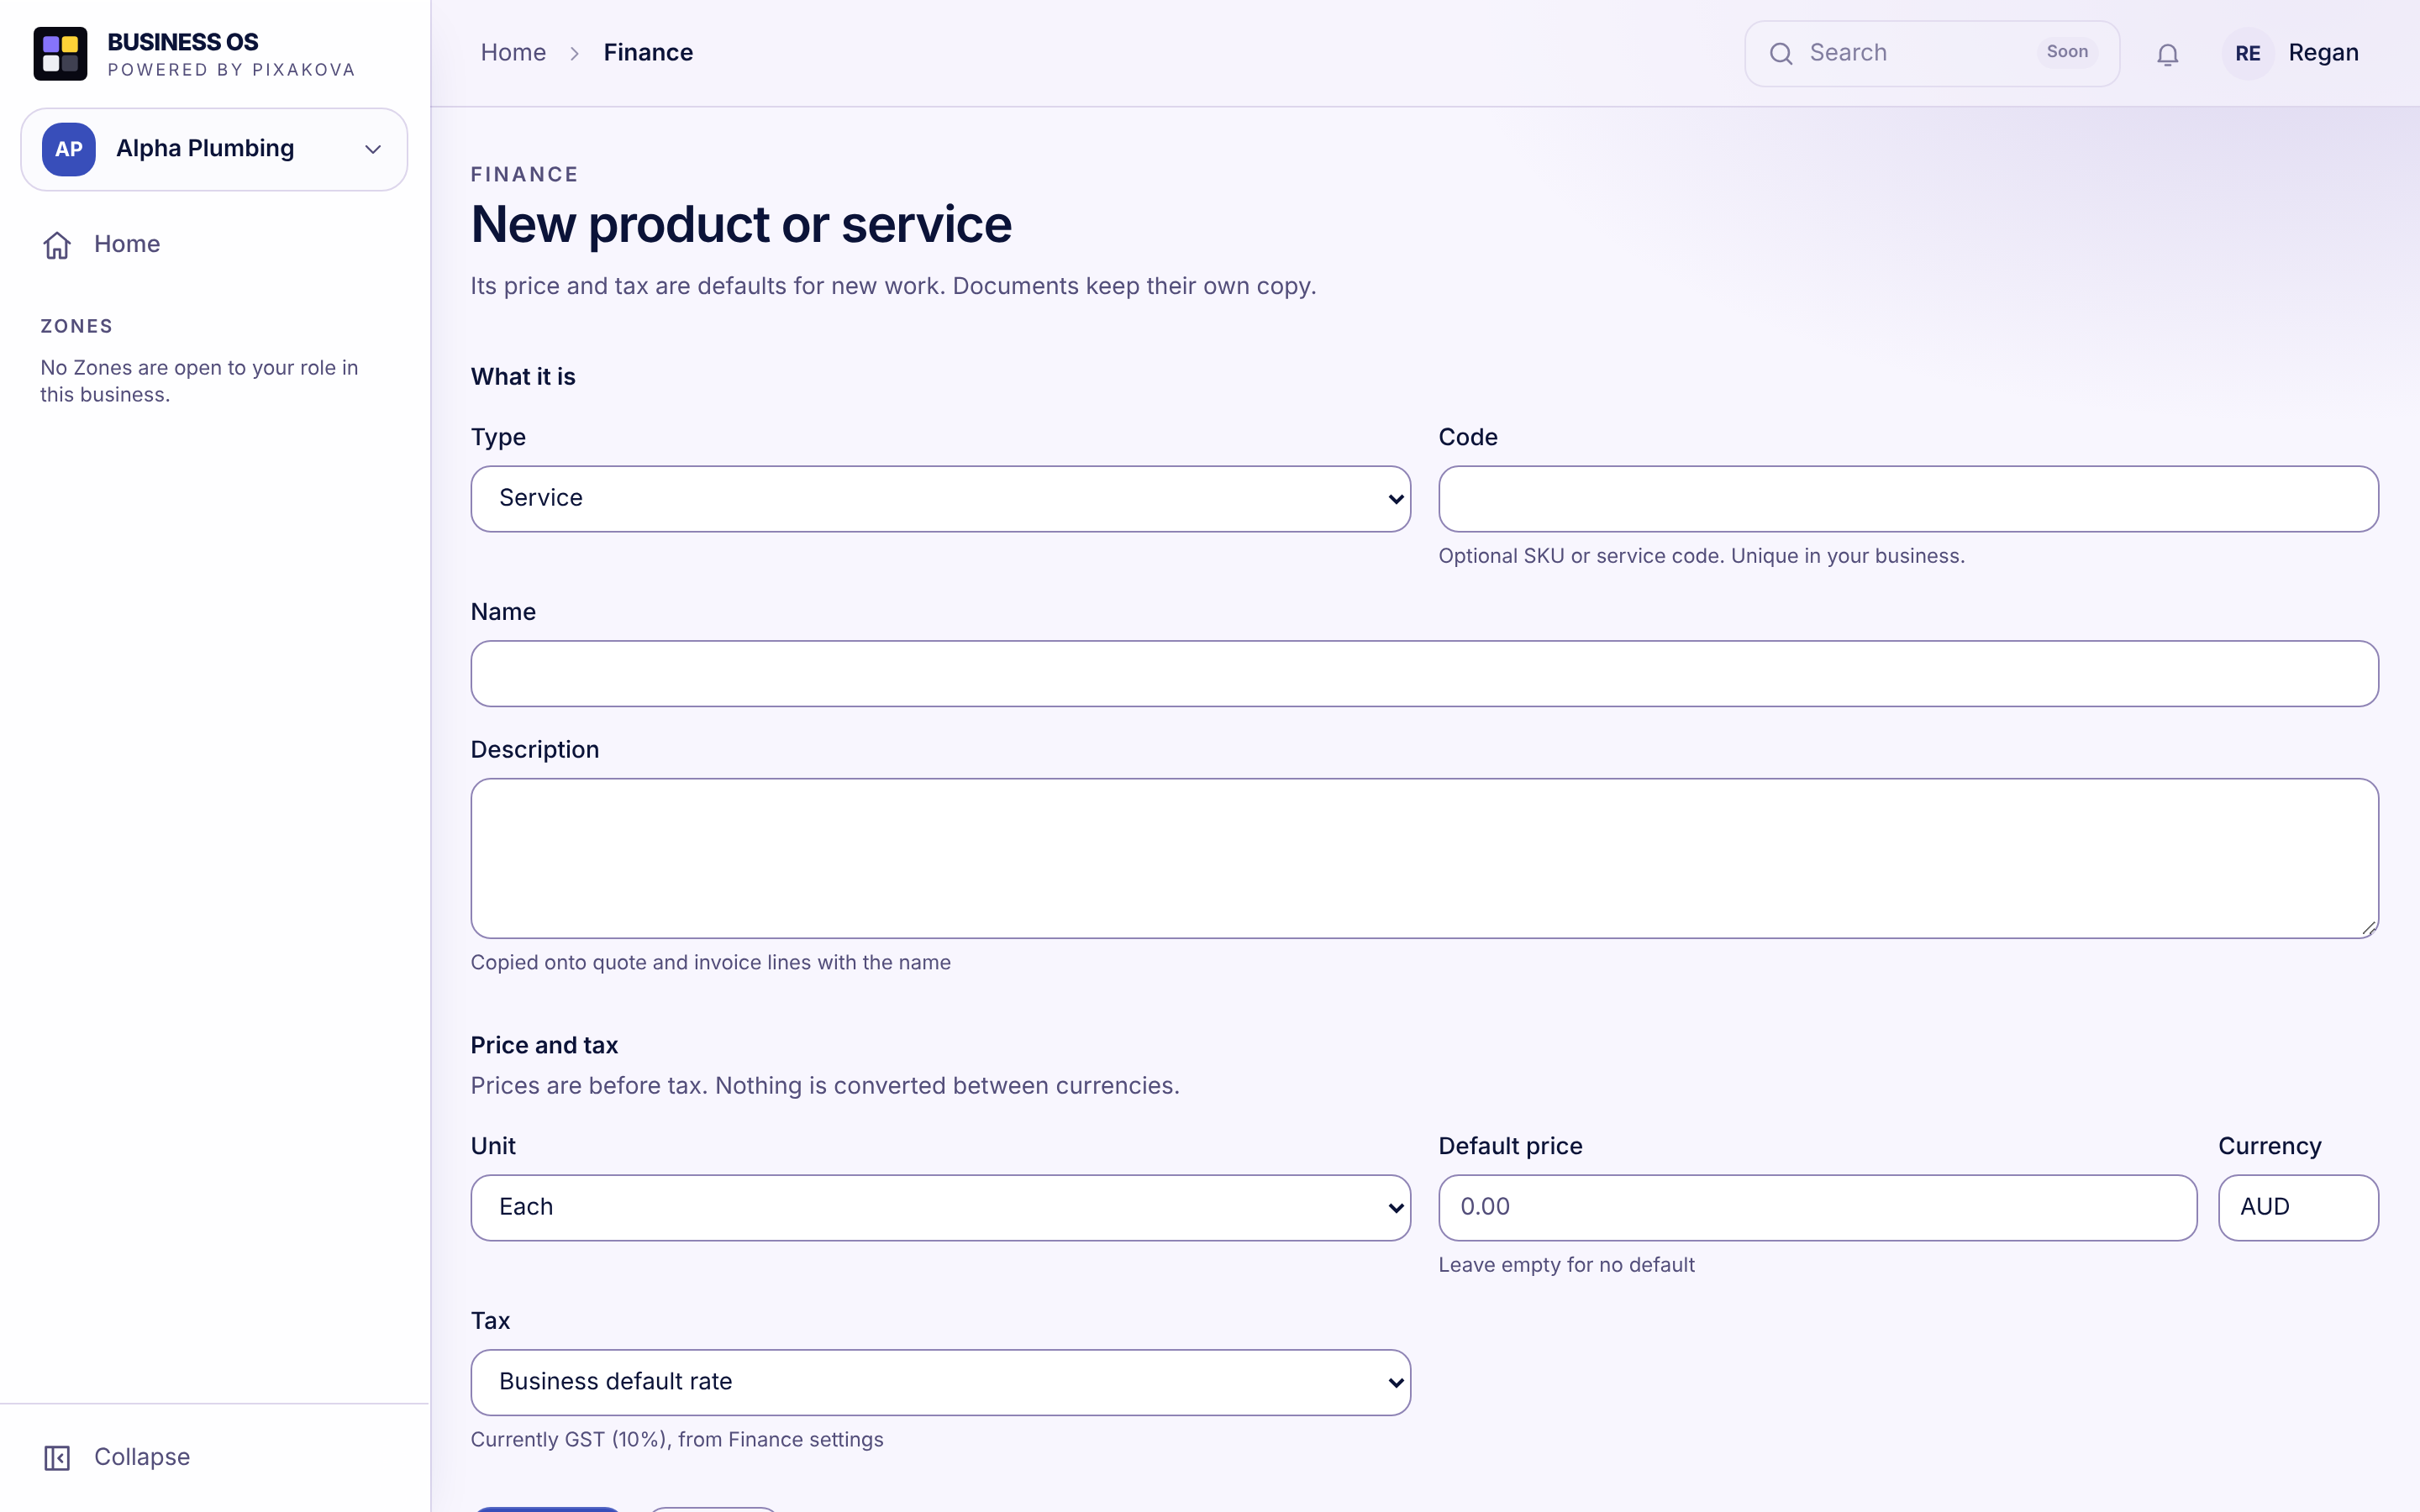 BUSINESS OS
POWERED BY PIXAKOVA
AP
Alpha Plumbing
Home
ZONES
No Zones are open to your role in
this business.
Collapse
Home
Finance
Search
Soon
RE
Regan
FINANCE
New product or service
Its price and tax are defaults for new work. Documents keep their own copy.
What it is
Type
Code
Service
Optional SKU or service code. Unique in your business.
Name
Description
Copied onto quote and invoice lines with the name
Price and tax
Prices are before tax. Nothing is converted between currencies.
Unit
Default price
Currency
Each
0.00
AUD
Leave empty for no default
Tax
Business default rate
Currently GST (10%), from Finance settings